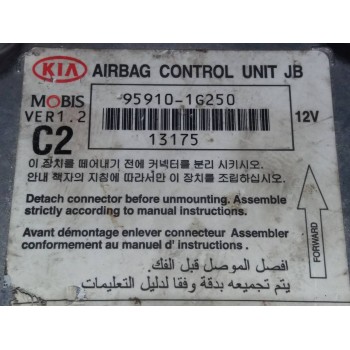 KIA AIRBAG CONTROL UNIT JB
MOBIS 95910-1G250
VER1.2 12V
C2 13175
이 장치를 떼어내기 전에 커넥터를 분리 시키시오.
안내 책자의 지침에 따라서만 이 장치를 조립하십시오.
Detach connector before unmounting. Assemble
strictly according to manual instructions.
Avant démontage enlever connecteur Assembler
conformement au manuel d' instructions.
FORWARD
افصل الموصل قبل الفك.
يتم تجميعه بدقة وفقا لدليل التعليمات